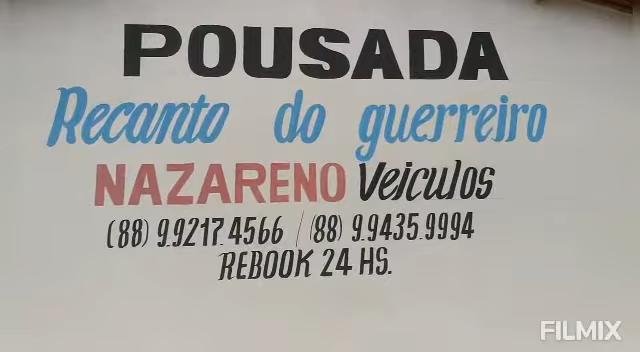 POUSADA
Recanto do guerreiro
NAZARENO Veiculos
(88) 9.9217.4566 / (88) 9.9435.9994
REBOOK 24 HS.
FILMIX